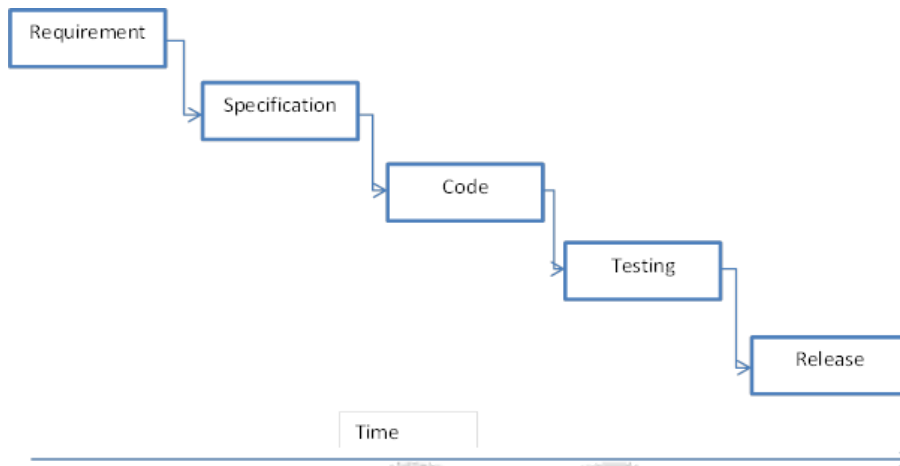 Requirement
Specification
Code
Testing
Release
Time